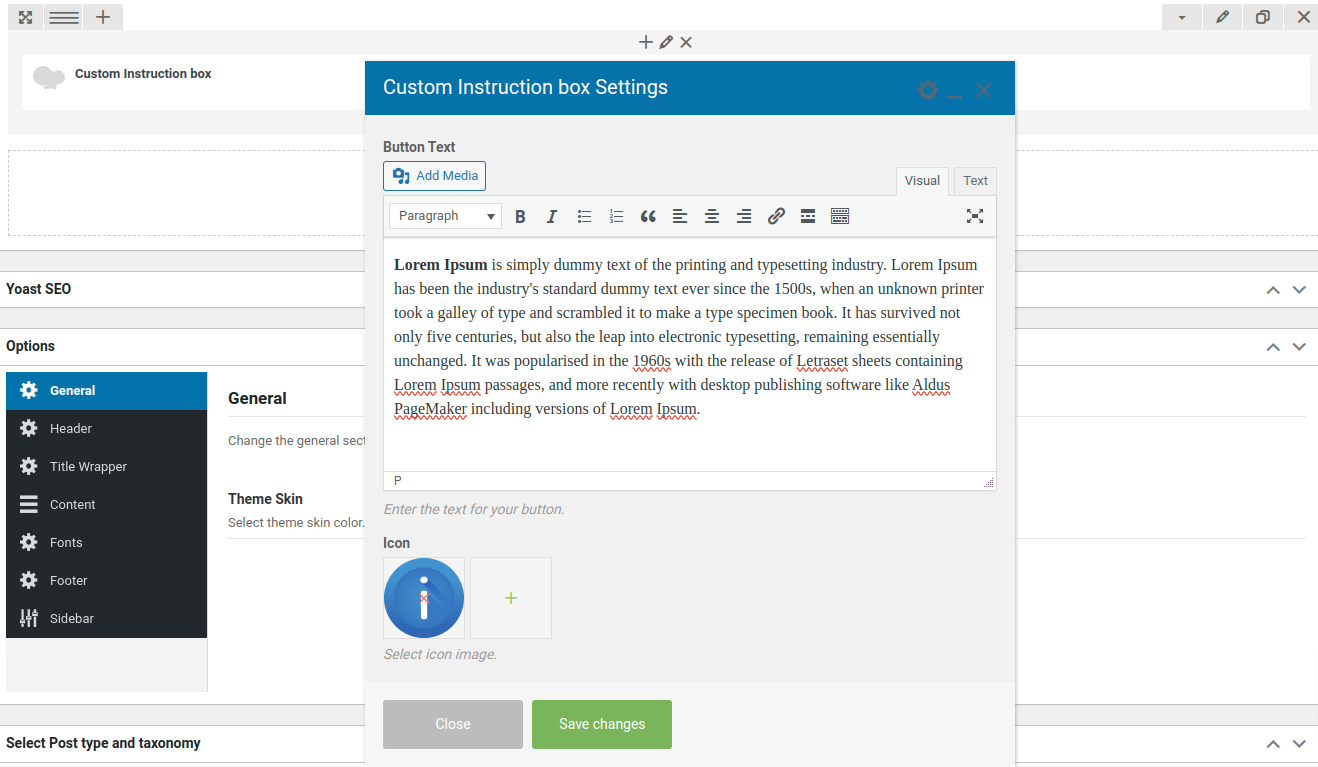 Custom Instruction box
Custom Instruction box Settings
Button Text
Add Media
Visual Text
Paragraph
Lorem Ipsum is simply dummy text of the printing and typesetting industry. Lorem Ipsum
has been the industry's standard dummy text ever since the 1500s, when an unknown printer
took a galley of type and scrambled it to make a type specimen book. It has survived not
only five centuries, but also the leap into electronic typesetting, remaining essentially
unchanged. It was popularised in the 1960s with the release of Letraset sheets containing
Lorem Ipsum passages, and more recently with desktop publishing software like Aldus
PageMaker including versions of Lorem Ipsum.
P
Enter the text for your button.
Icon
Select icon image.
Close Save changes
Yoast SEO
Options
General
Header
Title Wrapper
Content
Fonts
Footer
Sidebar
General
Change the general sect
Theme Skin
Select theme skin color.
Select Post type and taxonomy